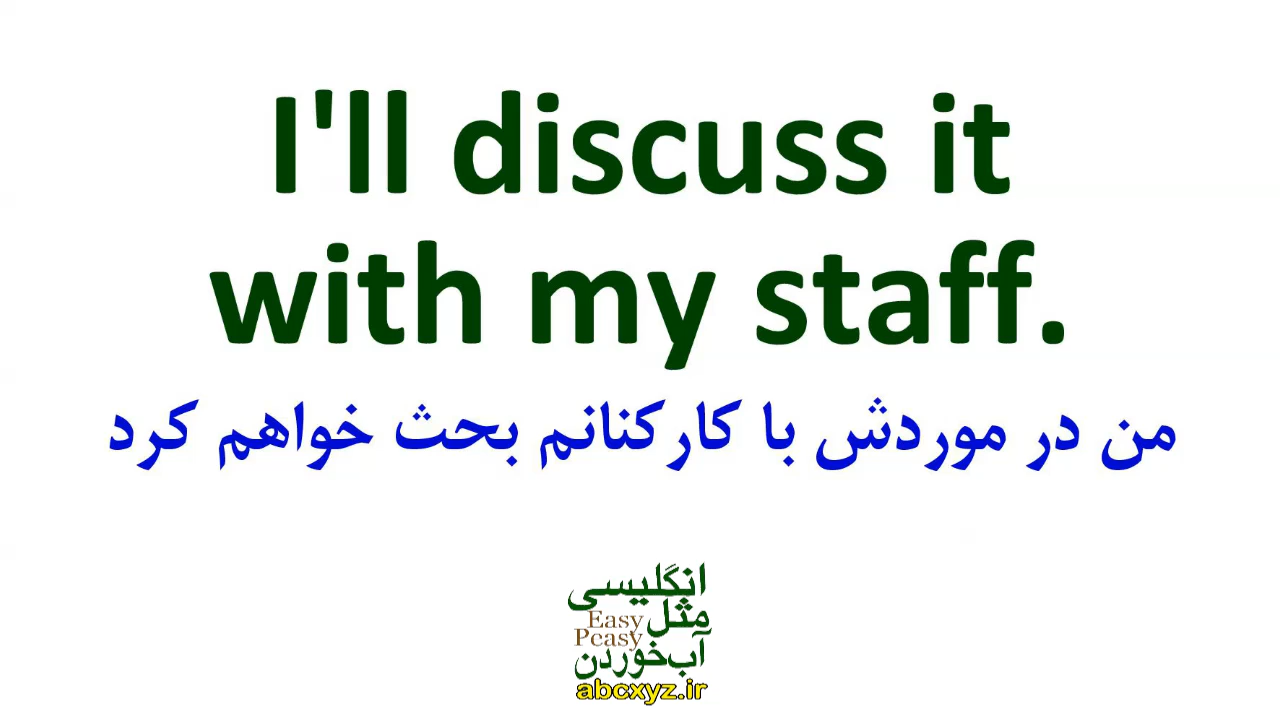 I'll discuss it
with my staff.
من در موردش با کارکنانم بحث خواهم کرد
انگلیسی
مثل
Easy
Peasy
آب‌خوردن
abcxyz.ir